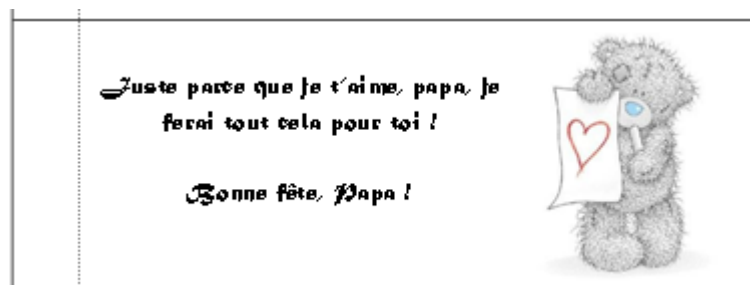 Juste parce que je t'aime, papa, je
ferai tout cela pour toi !
Bonne fête, Papa !